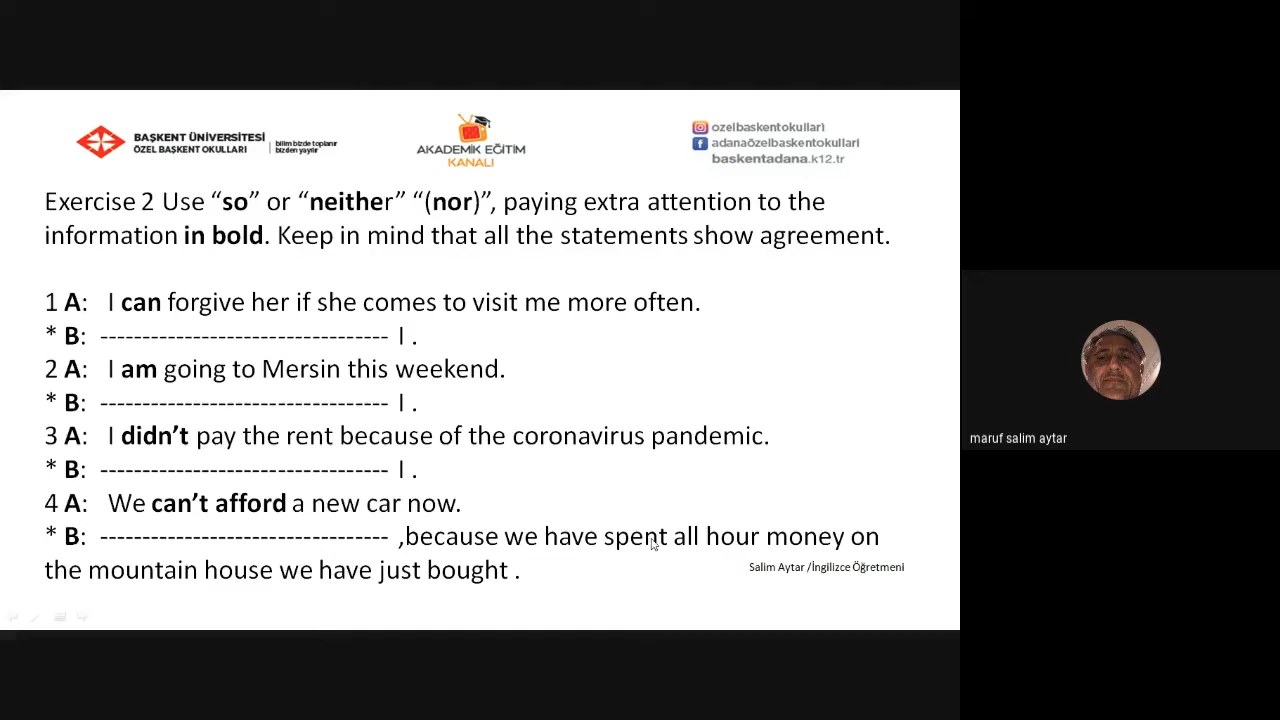 BAŞKENT ÜNİVERSİTESİ
ÖZEL BAŞKENT OKULLARI
bilim bizde toplanır
bizden yayılır
AKADEMİK EĞİTİM
KANALI
ozelbaskentokullari
adanaözelbaskentokullari
baskentadana.k12.tr
Exercise 2 Use “so” or “neither” “(nor)”, paying extra attention to the
information in bold. Keep in mind that all the statements show agreement.
1 A: I can forgive her if she comes to visit me more often.
* B: ---------------------------------- I .
2 A: I am going to Mersin this weekend.
* B: ---------------------------------- I .
3 A: I didn’t pay the rent because of the coronavirus pandemic.
* B: ---------------------------------- I .
4 A: We can’t afford a new car now.
* B: ---------------------------------- ,because we have spent all hour money on
the mountain house we have just bought .
Salim Aytar /İngilizce Öğretmeni
maruf salim aytar